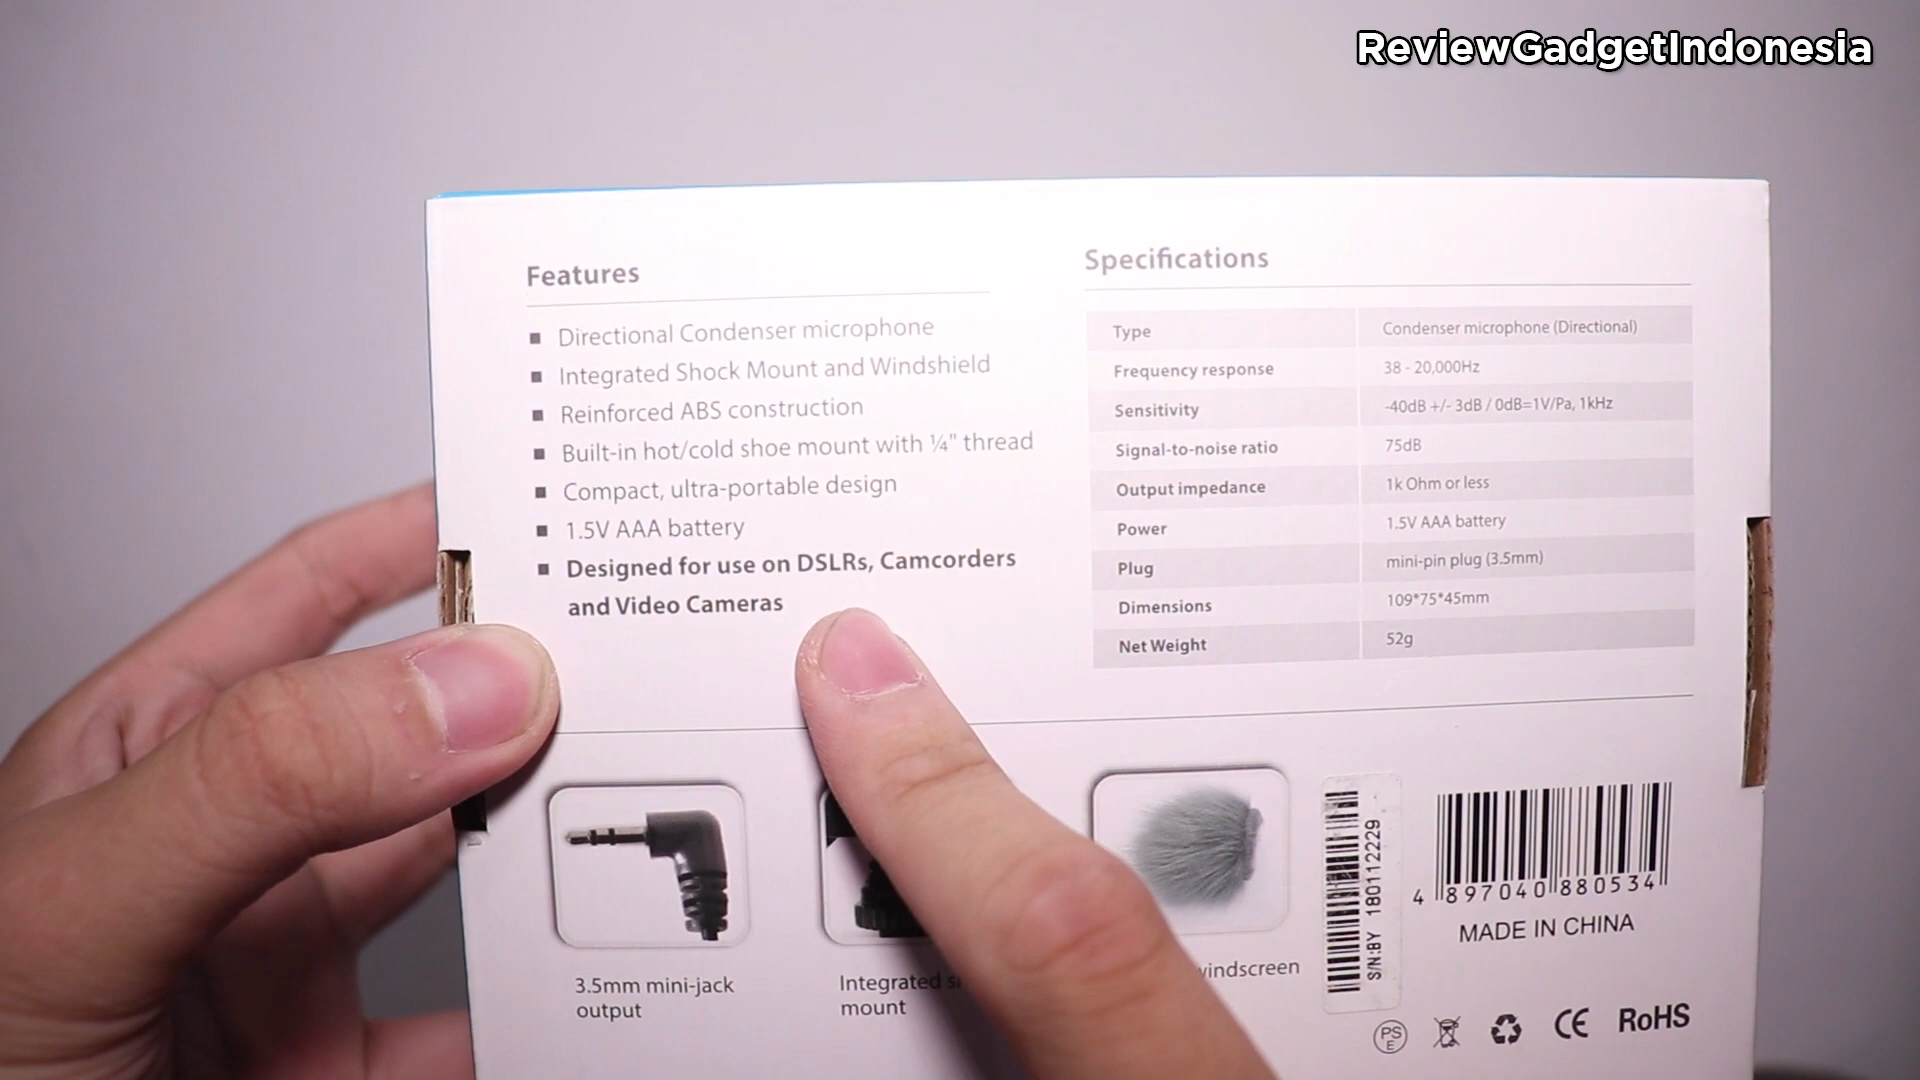 ReviewGadgetIndonesia
Features
Directional Condenser microphone
Integrated Shock Mount and Windshield
Reinforced ABS construction
Built-in hot/cold shoe mount with ¼" thread
Compact, ultra-portable design
1.5V AAA battery
Designed for use on DSLRs, Camcorders
and Video Cameras
Specifications
Type Condenser microphone (Directional)
Frequency response 38 - 20,000Hz
Sensitivity -40dB +/- 3dB / 0dB=1V/Pa, 1kHz
Signal-to-noise ratio 75dB
Output impedance 1k Ohm or less
Power 1.5V AAA battery
Plug mini-pin plug (3.5mm)
Dimensions 109*75*45mm
Net Weight 52g
3.5mm mini-jack
output
Integrated
mount
windscreen
S/N:BY 180112229
4 897040 880534
MADE IN CHINA
PS
E
CE RoHS